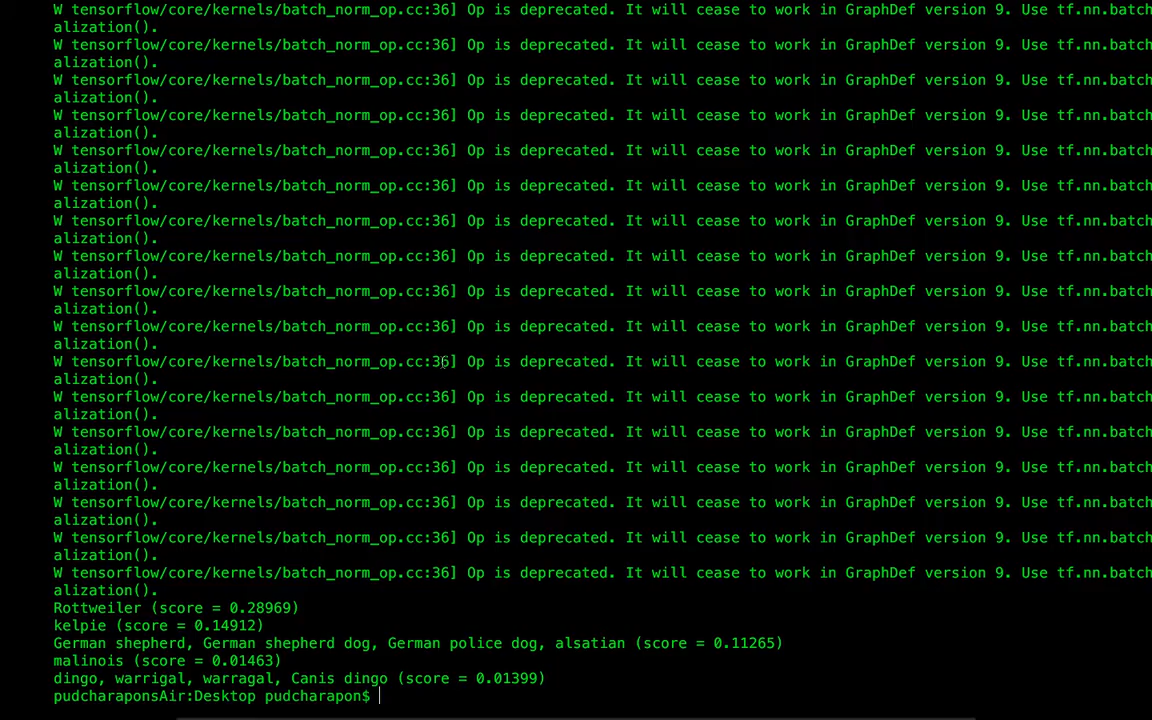 W tensorflow/core/kernels/batch_norm_op.cc:36] Op is deprecated. It will cease to work in GraphDef version 9. Use tf.nn.batch
alization().
W tensorflow/core/kernels/batch_norm_op.cc:36] Op is deprecated. It will cease to work in GraphDef version 9. Use tf.nn.batch
alization().
W tensorflow/core/kernels/batch_norm_op.cc:36] Op is deprecated. It will cease to work in GraphDef version 9. Use tf.nn.batch
alization().
W tensorflow/core/kernels/batch_norm_op.cc:36] Op is deprecated. It will cease to work in GraphDef version 9. Use tf.nn.batch
alization().
W tensorflow/core/kernels/batch_norm_op.cc:36] Op is deprecated. It will cease to work in GraphDef version 9. Use tf.nn.batch
alization().
W tensorflow/core/kernels/batch_norm_op.cc:36] Op is deprecated. It will cease to work in GraphDef version 9. Use tf.nn.batch
alization().
W tensorflow/core/kernels/batch_norm_op.cc:36] Op is deprecated. It will cease to work in GraphDef version 9. Use tf.nn.batch
alization().
W tensorflow/core/kernels/batch_norm_op.cc:36] Op is deprecated. It will cease to work in GraphDef version 9. Use tf.nn.batch
alization().
W tensorflow/core/kernels/batch_norm_op.cc:36] Op is deprecated. It will cease to work in GraphDef version 9. Use tf.nn.batch
alization().
W tensorflow/core/kernels/batch_norm_op.cc:36] Op is deprecated. It will cease to work in GraphDef version 9. Use tf.nn.batch
alization().
W tensorflow/core/kernels/batch_norm_op.cc:36] Op is deprecated. It will cease to work in GraphDef version 9. Use tf.nn.batch
alization().
W tensorflow/core/kernels/batch_norm_op.cc:36] Op is deprecated. It will cease to work in GraphDef version 9. Use tf.nn.batch
alization().
W tensorflow/core/kernels/batch_norm_op.cc:36] Op is deprecated. It will cease to work in GraphDef version 9. Use tf.nn.batch
alization().
W tensorflow/core/kernels/batch_norm_op.cc:36] Op is deprecated. It will cease to work in GraphDef version 9. Use tf.nn.batch
alization().
W tensorflow/core/kernels/batch_norm_op.cc:36] Op is deprecated. It will cease to work in GraphDef version 9. Use tf.nn.batch
alization().
W tensorflow/core/kernels/batch_norm_op.cc:36] Op is deprecated. It will cease to work in GraphDef version 9. Use tf.nn.batch
alization().
W tensorflow/core/kernels/batch_norm_op.cc:36] Op is deprecated. It will cease to work in GraphDef version 9. Use tf.nn.batch
alization().
Rottweiler (score = 0.28969)
kelpie (score = 0.14912)
German shepherd, German shepherd dog, German police dog, alsatian (score = 0.11265)
malinois (score = 0.01463)
dingo, warrigal, warragal, Canis dingo (score = 0.01399)
pudcharaponsAir:Desktop pudcharapon$